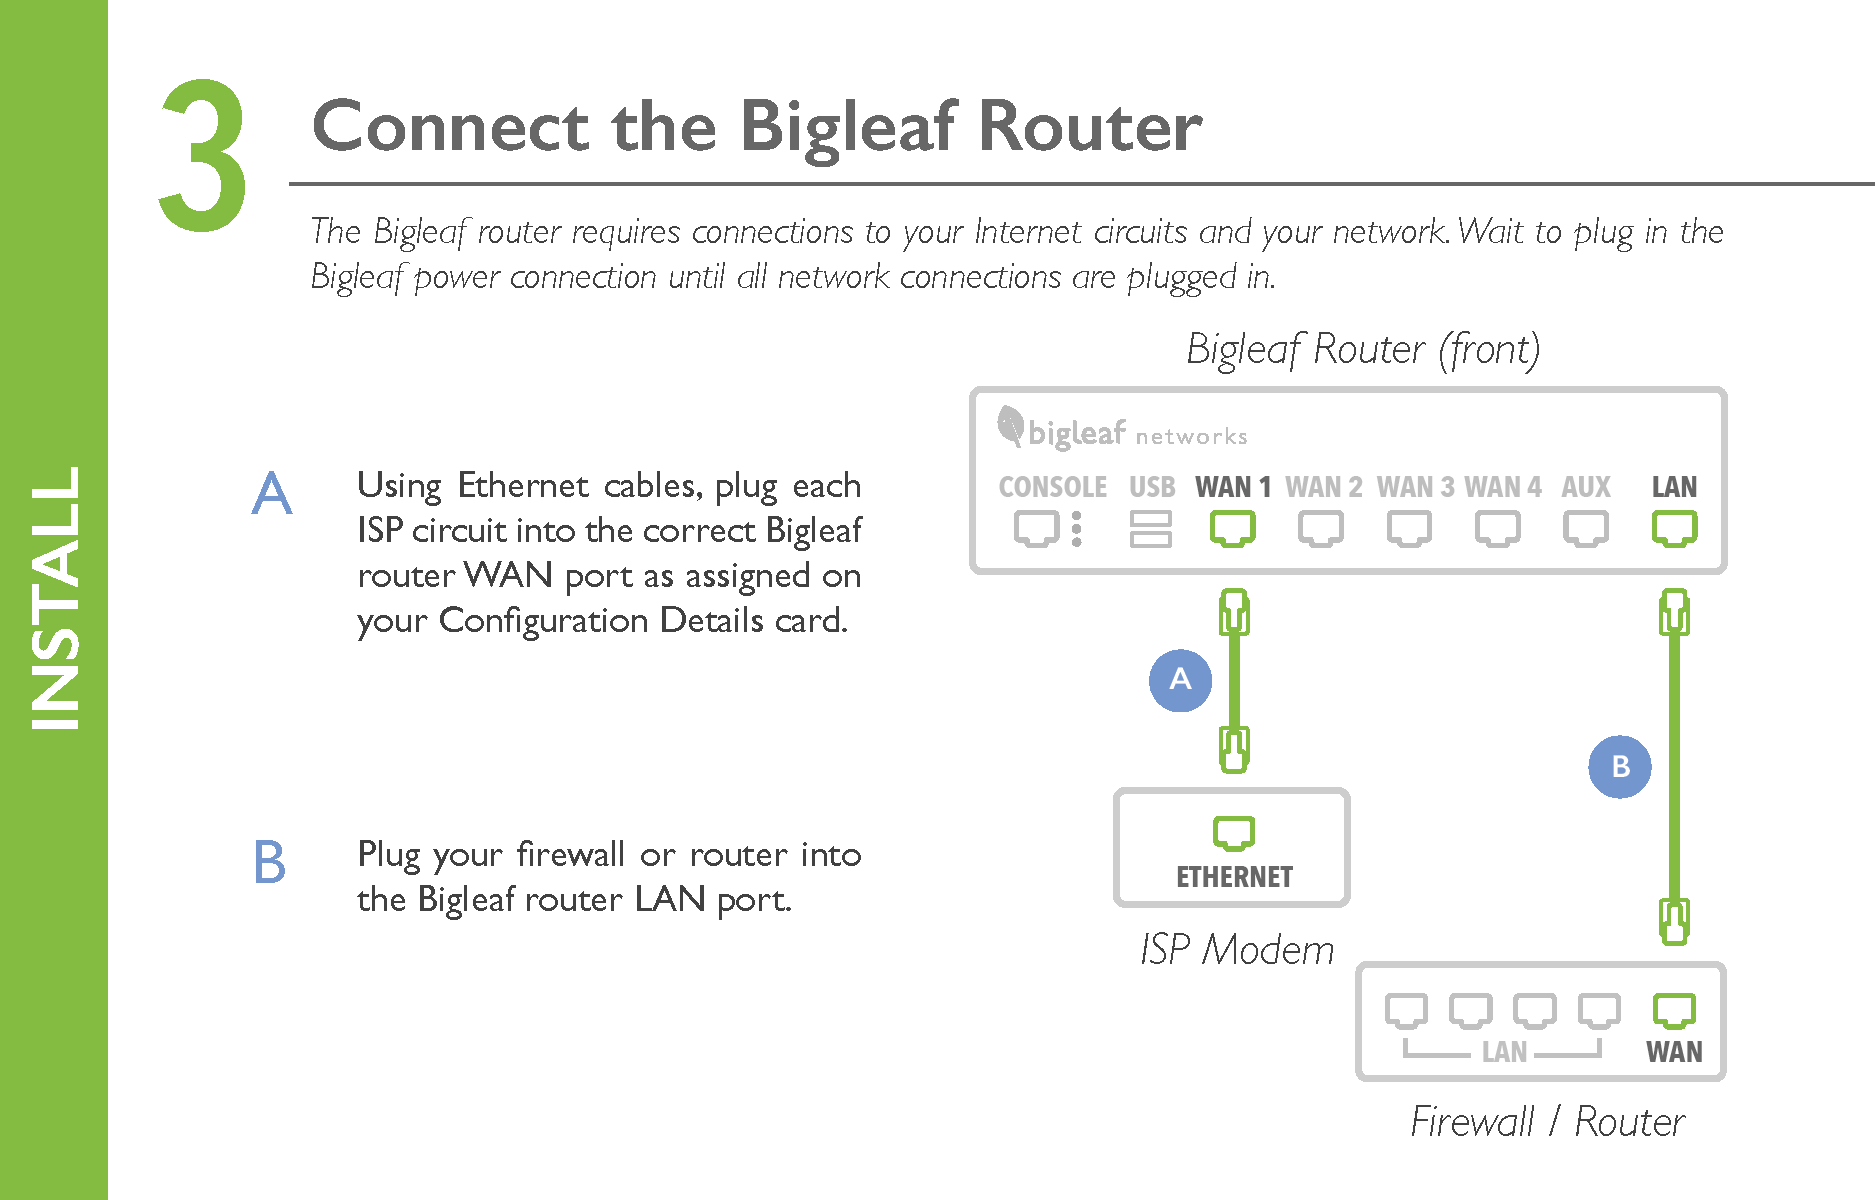 INSTALL
3
Connect the Bigleaf Router
The Bigleaf router requires connections to your Internet circuits and your network. Wait to plug in the
Bigleaf power connection until all network connections are plugged in.
A
Using Ethernet cables, plug each
ISP circuit into the correct Bigleaf
router WAN port as assigned on
your Configuration Details card.
B
Plug your firewall or router into
the Bigleaf router LAN port.
Bigleaf Router (front)
bigleaf networks
CONSOLE USB WAN 1 WAN 2 WAN 3 WAN 4 AUX LAN
A
B
ETHERNET
ISP Modem
LAN WAN
Firewall / Router